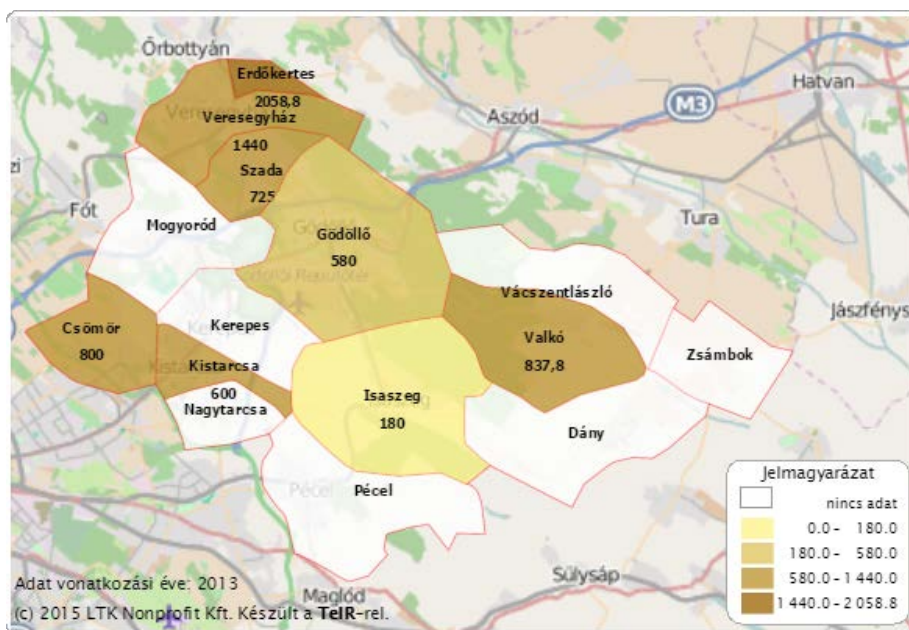 Őrbottyán
Erdőkertes
2058,8
Veresegyház
1440
Szada
725
Aszód
M3
Hatvan
Fót
Mogyoród
Gödöllő
580
Tura
Vácszentlászló
Jászfénys
Csömör
800
Kerepes
Kistarcsa
600
Nagytarcsa
Valkó
837,8
Zsámbok
Isaszeg
180
Dány
Pécel
Pécel
Maglód
Sülysáp
Jelmagyarázat
nincs adat
0.0 - 180.0
180.0 - 580.0
580.0 - 1 440.0
1 440.0 - 2 058.8
Adat vonatkozási éve: 2013
(c) 2015 LTK Nonprofit Kft. Készült a TeIR-rel.